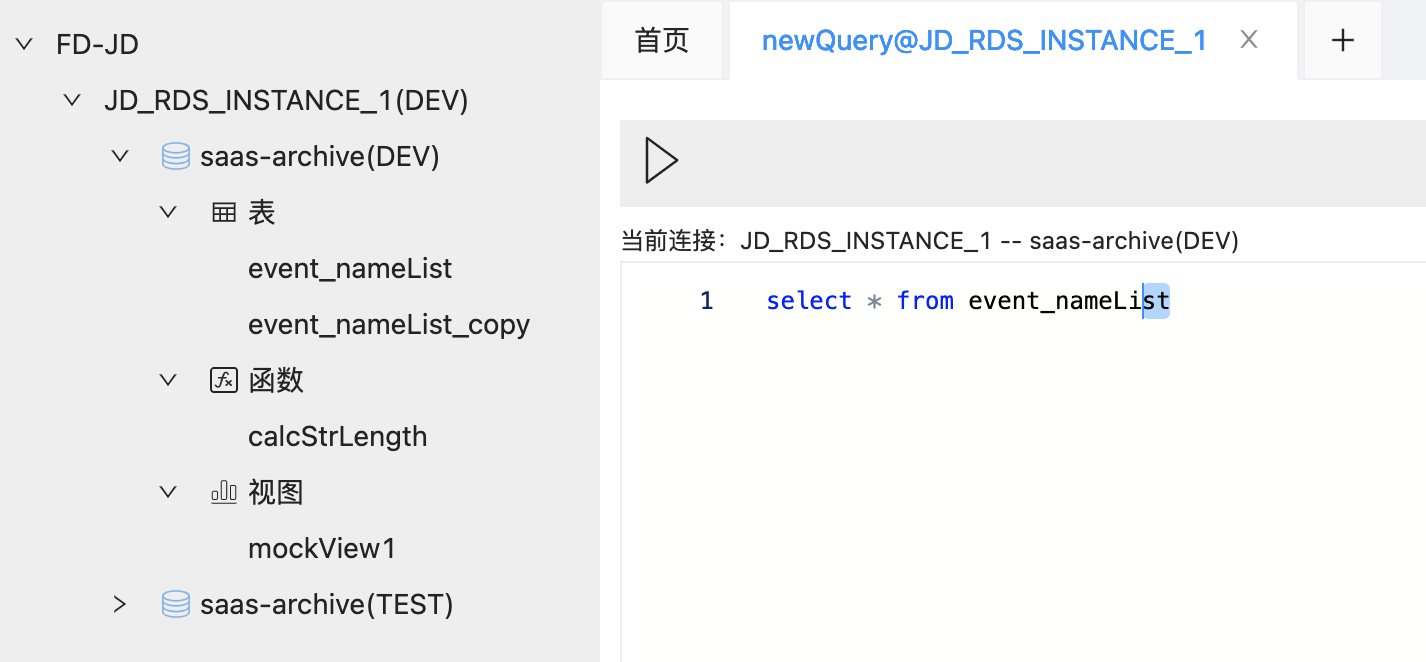 FD-JD
JD_RDS_INSTANCE_1(DEV)
saas-archive(DEV)
表
event_nameList
event_nameList_copy
函数
calcStrLength
视图
mockView1
saas-archive(TEST)
首页
newQuery@JD_RDS_INSTANCE_1
当前连接：JD_RDS_INSTANCE_1 -- saas-archive(DEV)
1 select * from event_nameList